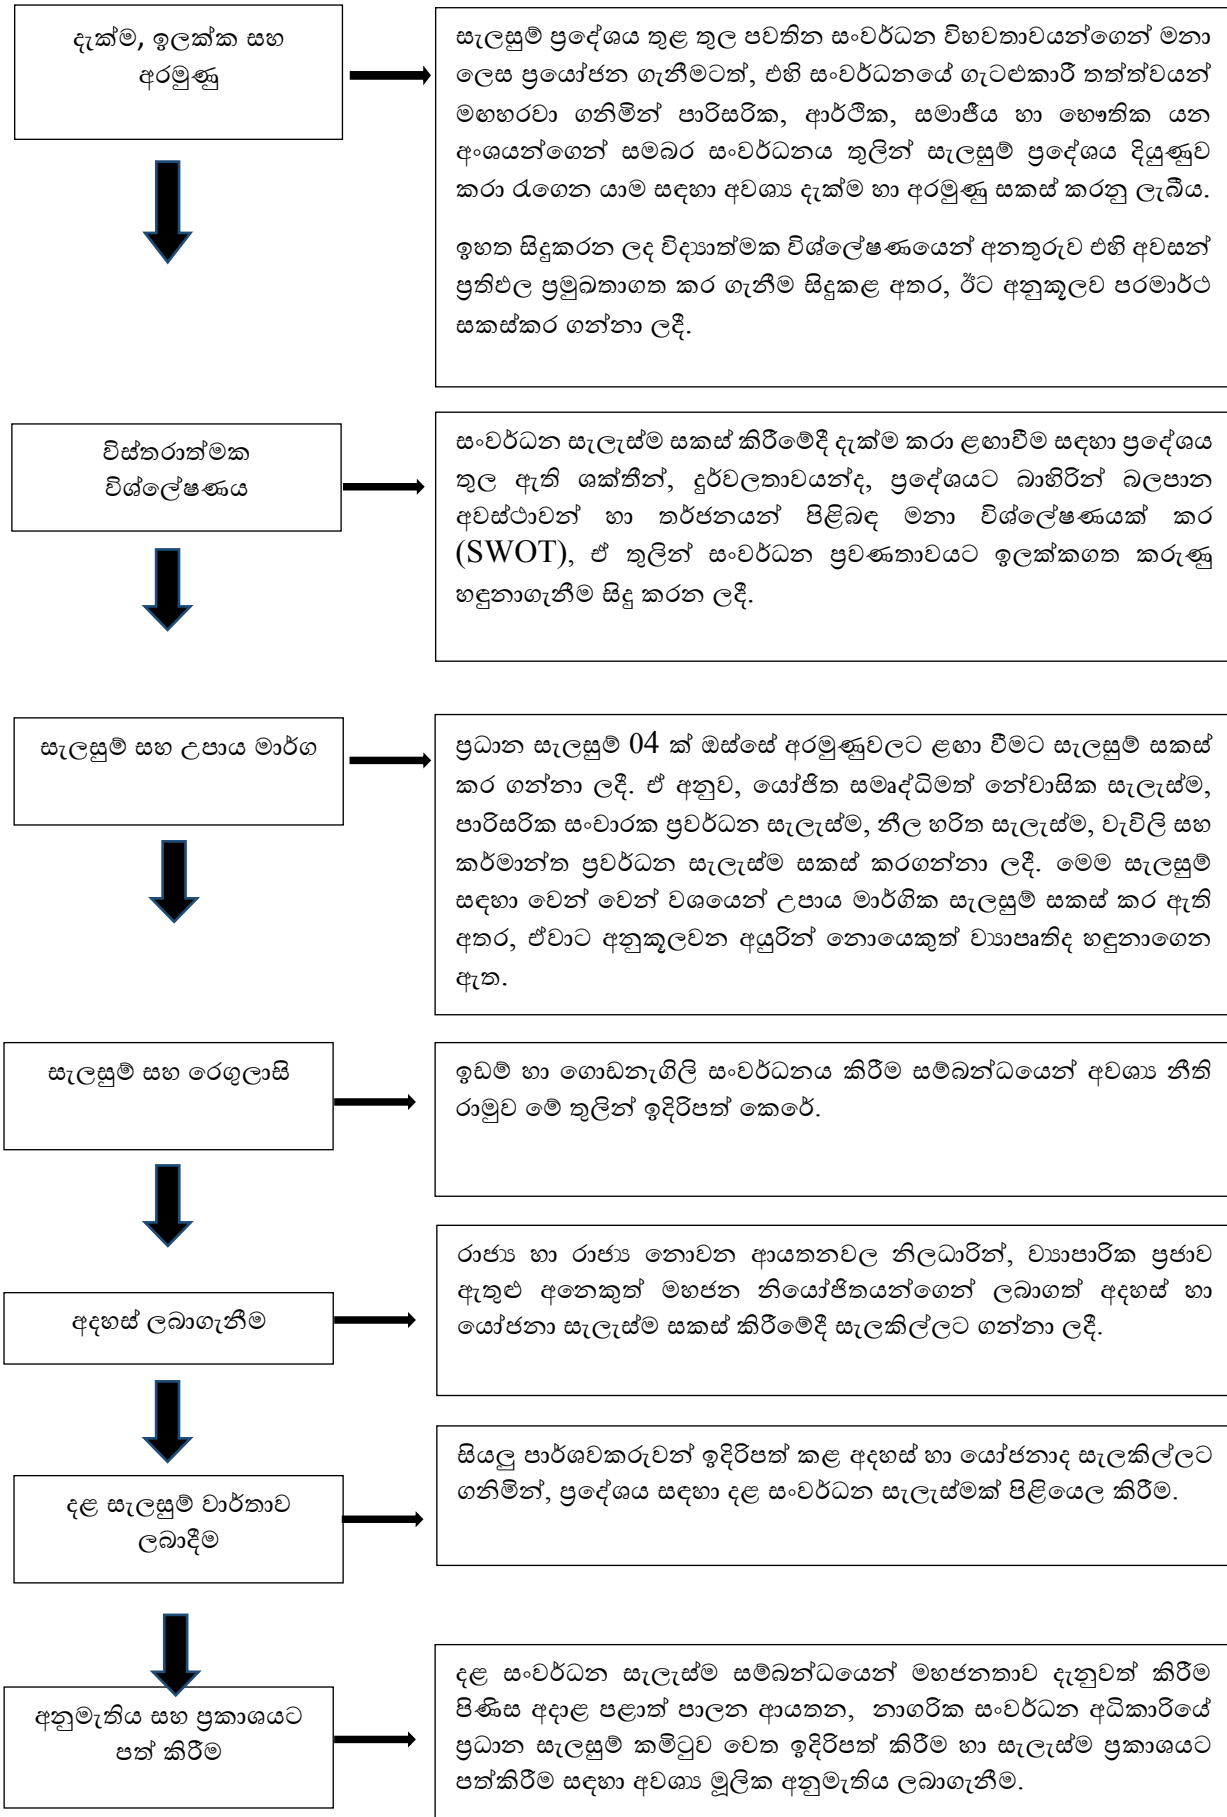 දැක්ම, ඉලක්ක සහ
අරමුණු
සැලසුම් ප්‍රදේශය තුළ තුල පවතින සංවර්ධන විභවතාවයන්ගෙන් මනා
ලෙස ප්‍රයෝජන ගැනීමටත්, එහි සංවර්ධනයේ ගැටළුකාරී තත්ත්වයන්
මඟහරවා ගනිමින් පාරිසරික, ආර්ථික, සමාජීය හා භෞතික යන
අංශයන්ගෙන් සමබර සංවර්ධනය තුලින් සැලසුම් ප්‍රදේශය දියුණුව
කරා රැගෙන යාම සඳහා අවශ්‍ය දැක්ම හා අරමුණු සකස් කරනු ලැබීය.
ඉහත සිදුකරන ලද විද්‍යාත්මක විශ්ලේෂණයෙන් අනතුරුව එහි අවසන්
ප්‍රතිඵල ප්‍රමුඛතාගත කර ගැනීම සිදුකළ අතර, ඊට අනුකූලව පරමාර්ථ
සකස්කර ගන්නා ලදී.
විස්තරාත්මක
විශ්ලේෂණය
සංවර්ධන සැලැස්ම සකස් කිරීමේදී දැක්ම කරා ළඟාවීම සඳහා ප්‍රදේශය
තුල ඇති ශක්තීන්, දුර්වලතාවයන්ද, ප්‍රදේශයට බාහිරින් බලපාන
අවස්ථාවන් හා තර්ජනයන් පිළිබඳ මනා විශ්ලේෂණයක් කර
(SWOT), ඒ තුලින් සංවර්ධන ප්‍රවණතාවයට ඉලක්කගත කරුණු
හඳුනාගැනීම සිදු කරන ලදී.
සැලසුම් සහ උපාය මාර්ග
ප්‍රධාන සැලසුම් 04 ක් ඔස්සේ අරමුණුවලට ළඟා වීමට සැලසුම් සකස්
කර ගන්නා ලදී. ඒ අනුව, යෝජිත සමෘද්ධිමත් නේවාසික සැලැස්ම,
පාරිසරික සංචාරක ප්‍රවර්ධන සැලැස්ම, නීල හරිත සැලැස්ම, වැවිලි සහ
කර්මාන්ත ප්‍රවර්ධන සැලැස්ම සකස් කරගන්නා ලදී. මෙම සැලසුම්
සඳහා වෙන් වෙන් වශයෙන් උපාය මාර්ගික සැලසුම් සකස් කර ඇති
අතර, ඒවාට අනුකූලවන අයුරින් නොයෙකුත් ව්‍යාපෘතිද හඳුනාගෙන
ඇත.
සැලසුම් සහ රෙගුලාසි
ඉඩම් හා ගොඩනැගිලි සංවර්ධනය කිරීම සම්බන්ධයෙන් අවශ්‍ය නීති
රාමුව මේ තුලින් ඉදිරිපත් කෙරේ.
අදහස් ලබාගැනීම
රාජ්‍ය හා රාජ්‍ය නොවන ආයතනවල නිලධාරින්, ව්‍යාපාරික ප්‍රජාව
ඇතුළු අනෙකුත් මහජන නියෝජිතයන්ගෙන් ලබාගත් අදහස් හා
යෝජනා සැලැස්ම සකස් කිරීමේදී සැලකිල්ලට ගන්නා ලදී.
දළ සැලසුම් වාර්තාව
ලබාදීම
සියලු පාර්ශවකරුවන් ඉදිරිපත් කළ අදහස් හා යෝජනාද සැලකිල්ලට
ගනිමින්, ප්‍රදේශය සඳහා දළ සංවර්ධන සැලැස්මක් පිළියෙල කිරීම.
අනුමැතිය සහ ප්‍රකාශයට
පත් කිරීම
දළ සංවර්ධන සැලැස්ම සම්බන්ධයෙන් මහජනතාව දැනුවත් කිරීම
පිණිස අදාළ පළාත් පාලන ආයතන, නාගරික සංවර්ධන අධිකාරියේ
ප්‍රධාන සැලසුම් කමිටුව වෙත ඉදිරිපත් කිරීම හා සැලැස්ම ප්‍රකාශයට
පත්කිරීම සඳහා අවශ්‍ය මූලික අනුමැතිය ලබාගැනීම.